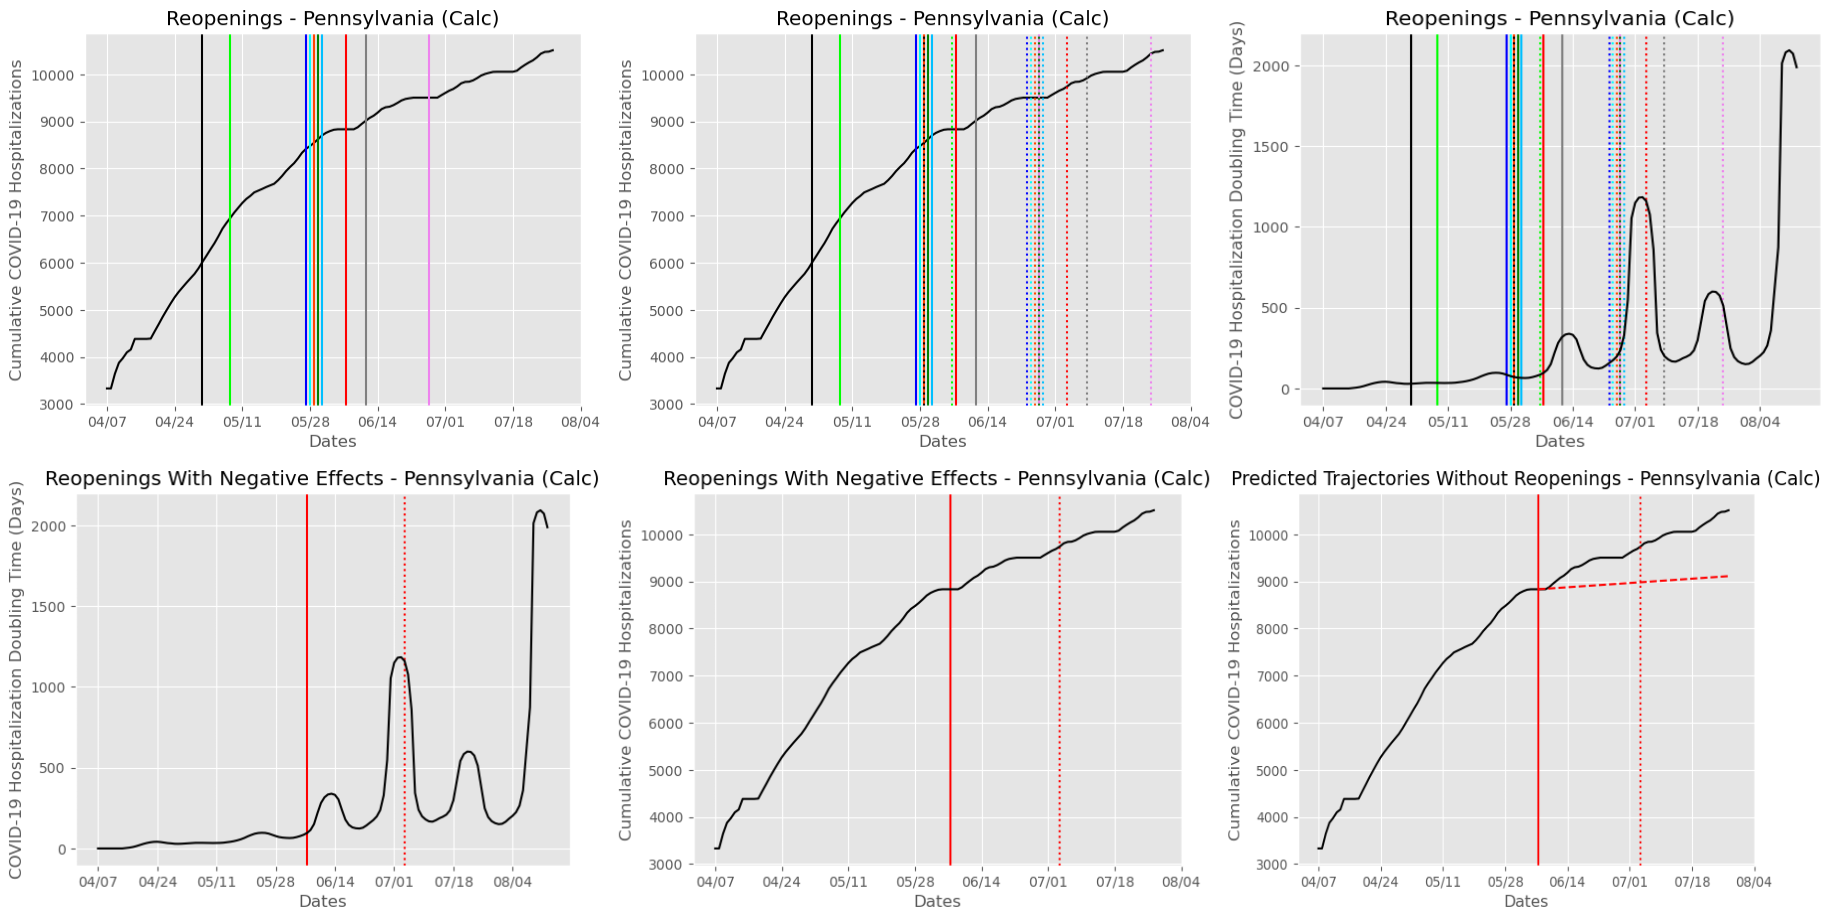 Reopenings - Pennsylvania (Calc)
Cumulative COVID-19 Hospitalizations
10000
9000
8000
7000
6000
5000
4000
3000
04/07 04/24 05/11 05/28 06/14 07/01 07/18 08/04
Dates
Reopenings - Pennsylvania (Calc)
Cumulative COVID-19 Hospitalizations
10000
9000
8000
7000
6000
5000
4000
3000
04/07 04/24 05/11 05/28 06/14 07/01 07/18 08/04
Dates
Reopenings - Pennsylvania (Calc)
COVID-19 Hospitalization Doubling Time (Days)
2000
1500
1000
500
0
04/07 04/24 05/11 05/28 06/14 07/01 07/18 08/04
Dates
Reopenings With Negative Effects - Pennsylvania (Calc)
COVID-19 Hospitalization Doubling Time (Days)
2000
1500
1000
500
0
04/07 04/24 05/11 05/28 06/14 07/01 07/18 08/04
Dates
Reopenings With Negative Effects - Pennsylvania (Calc)
Cumulative COVID-19 Hospitalizations
10000
9000
8000
7000
6000
5000
4000
3000
04/07 04/24 05/11 05/28 06/14 07/01 07/18 08/04
Dates
Predicted Trajectories Without Reopenings - Pennsylvania (Calc)
Cumulative COVID-19 Hospitalizations
10000
9000
8000
7000
6000
5000
4000
3000
04/07 04/24 05/11 05/28 06/14 07/01 07/18 08/04
Dates